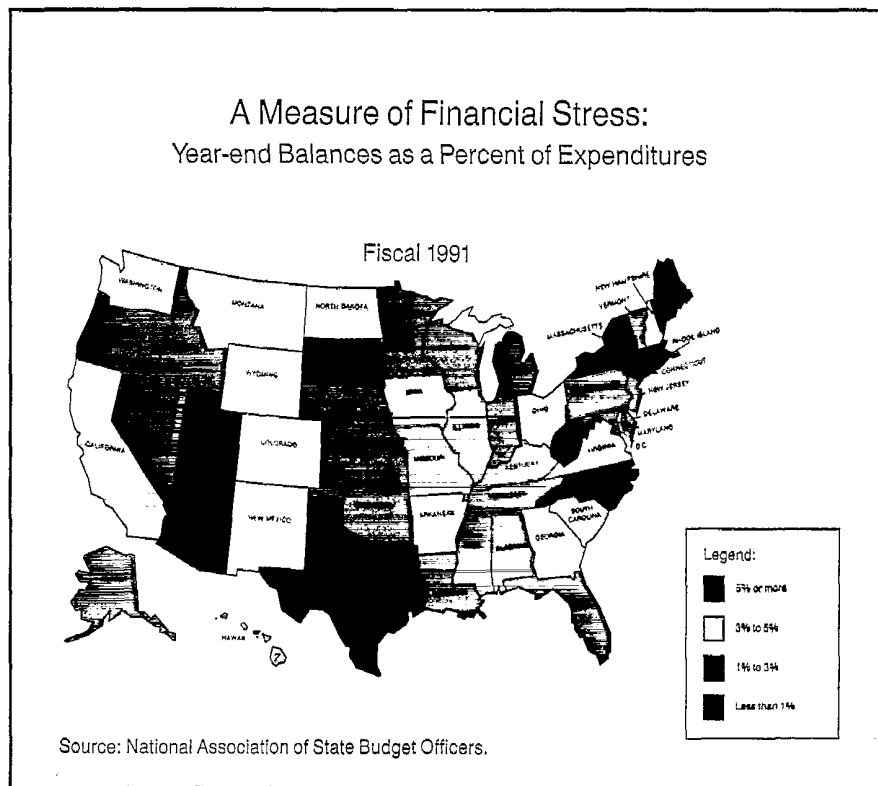 A Measure of Financial Stress:
Year-end Balances as a Percent of Expenditures
Fiscal 1991
WASHINGTON
MONTANA
NORTH DAKOTA
NEW HAMPSHIRE
VERMONT
MASSACHUSETTS
RHODE ISLAND
CONNECTICUT
NEW JERSEY
DELAWARE
MARYLAND
D C
WYOMING
IOWA
ILLINOIS
OHIO
CALIFORNIA
COLORADO
MISSOURI
KENTUCKY
VIRGINIA
NEW MEXICO
ARKANSAS
SOUTH
CAROLINA
ALABAMA
GEORGIA
HAWAII
Legend:
5% or more
3% to 5%
1% to 3%
Less than 1%
Source: National Association of State Budget Officers.